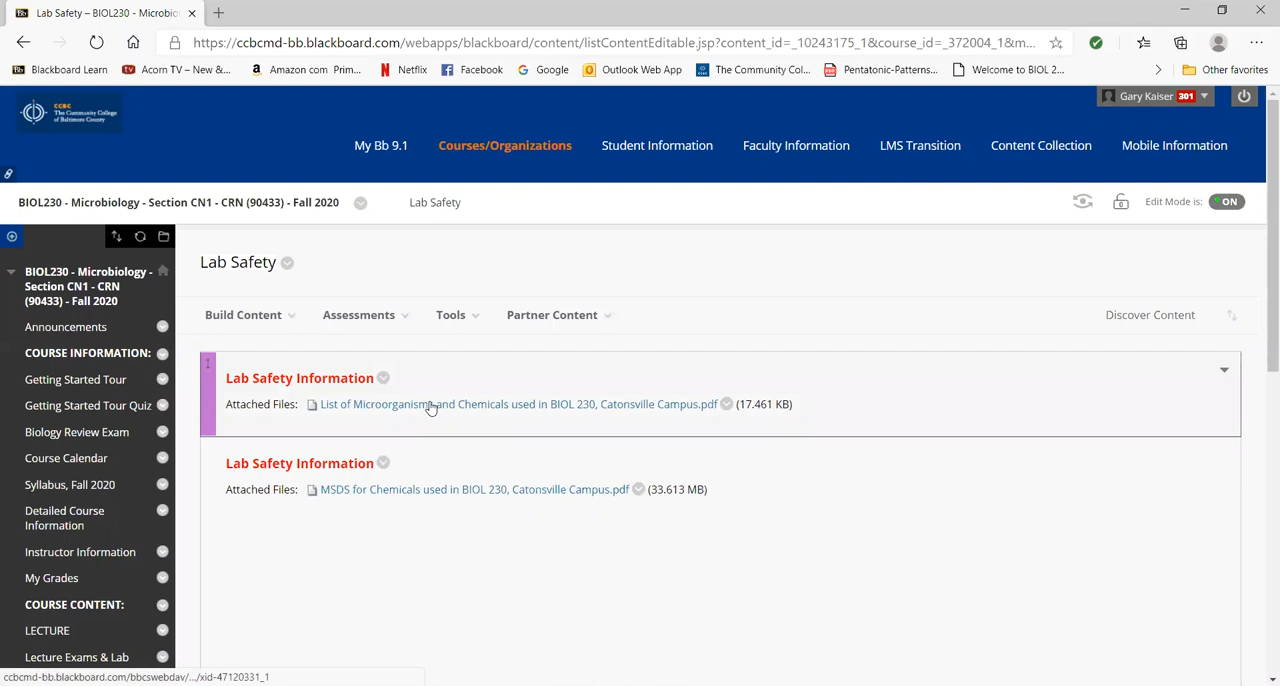 Lab Safety – BIOL230 - Microbio
https://ccbcmd-bb.blackboard.com/webapps/blackboard/content/listContentEditable.jsp?content_id=_10243175_1&course_id=_372004_1&m...
Blackboard Learn
Acorn TV – New &...
Amazon com Prim...
Netflix
Facebook
Google
Outlook Web App
The Community Col...
Pentatonic-Patterns...
Welcome to BIOL 2...
Other favorites
Gary Kaiser 301
CCBC
The Community College
of Baltimore County
My Bb 9.1
Courses/Organizations
Student Information
Faculty Information
LMS Transition
Content Collection
Mobile Information
BIOL230 - Microbiology - Section CN1 - CRN (90433) - Fall 2020
Lab Safety
Edit Mode is: ON
BIOL230 - Microbiology -
Section CN1 - CRN
(90433) - Fall 2020
Announcements
COURSE INFORMATION:
Getting Started Tour
Getting Started Tour Quiz
Biology Review Exam
Course Calendar
Syllabus, Fall 2020
Detailed Course
Information
Instructor Information
My Grades
COURSE CONTENT:
LECTURE
Lecture Exams & Lab
Lab Safety
Build Content
Assessments
Tools
Partner Content
Discover Content
1
Lab Safety Information
Attached Files: List of Microorganisms and Chemicals used in BIOL 230, Catonsville Campus.pdf (17.461 KB)
Lab Safety Information
Attached Files: MSDS for Chemicals used in BIOL 230, Catonsville Campus.pdf (33.613 MB)
ccbcmd-bb.blackboard.com/bbcswebdav/.../xid-47120331_1